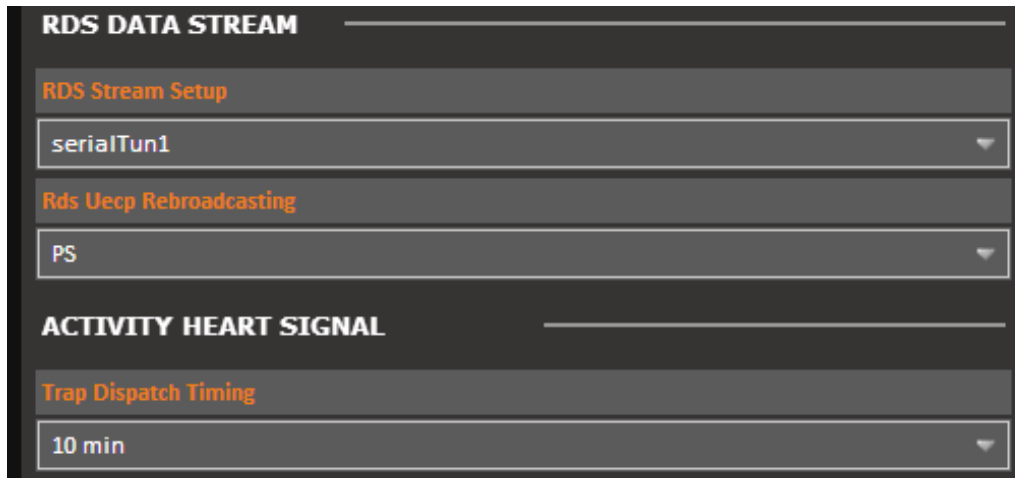 RDS DATA STREAM
RDS Stream Setup
serialTun1
Rds Uecp Rebroadcasting
PS
ACTIVITY HEART SIGNAL
Trap Dispatch Timing
10 min